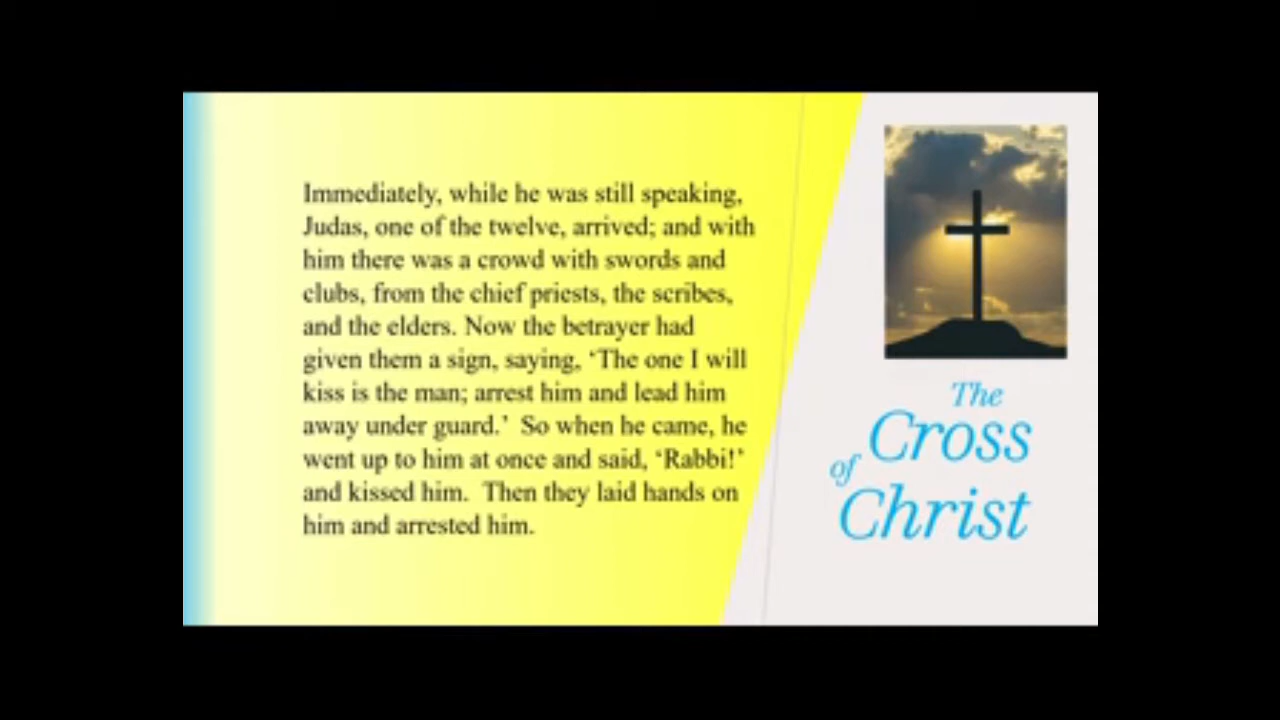 Immediately, while he was still speaking,
Judas, one of the twelve, arrived; and with
him there was a crowd with swords and
clubs, from the chief priests, the scribes,
and the elders. Now the betrayer had
given them a sign, saying, ‘The one I will
kiss is the man; arrest him and lead him
away under guard.’  So when he came, he
went up to him at once and said, ‘Rabbi!’
and kissed him.  Then they laid hands on
him and arrested him.
The
Cross
of
Christ